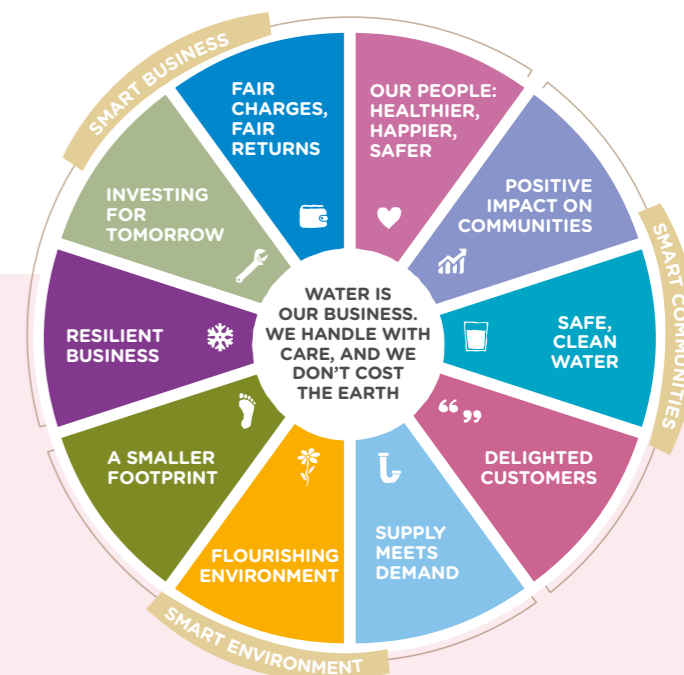 SMART BUSINESS
FAIR
CHARGES,
FAIR
RETURNS
OUR PEOPLE:
HEALTHIER,
HAPPIER,
SAFER
POSITIVE
IMPACT ON
COMMUNITIES
SMART COMMUNITIES
SAFE,
CLEAN
WATER
DELIGHTED
CUSTOMERS
SUPPLY
MEETS
DEMAND
FLOURISHING
ENVIRONMENT
SMART ENVIRONMENT
A SMALLER
FOOTPRINT
RESILIENT
BUSINESS
INVESTING
FOR
TOMORROW
WATER IS
OUR BUSINESS.
WE HANDLE WITH
CARE, AND WE
DON'T COST
THE EARTH